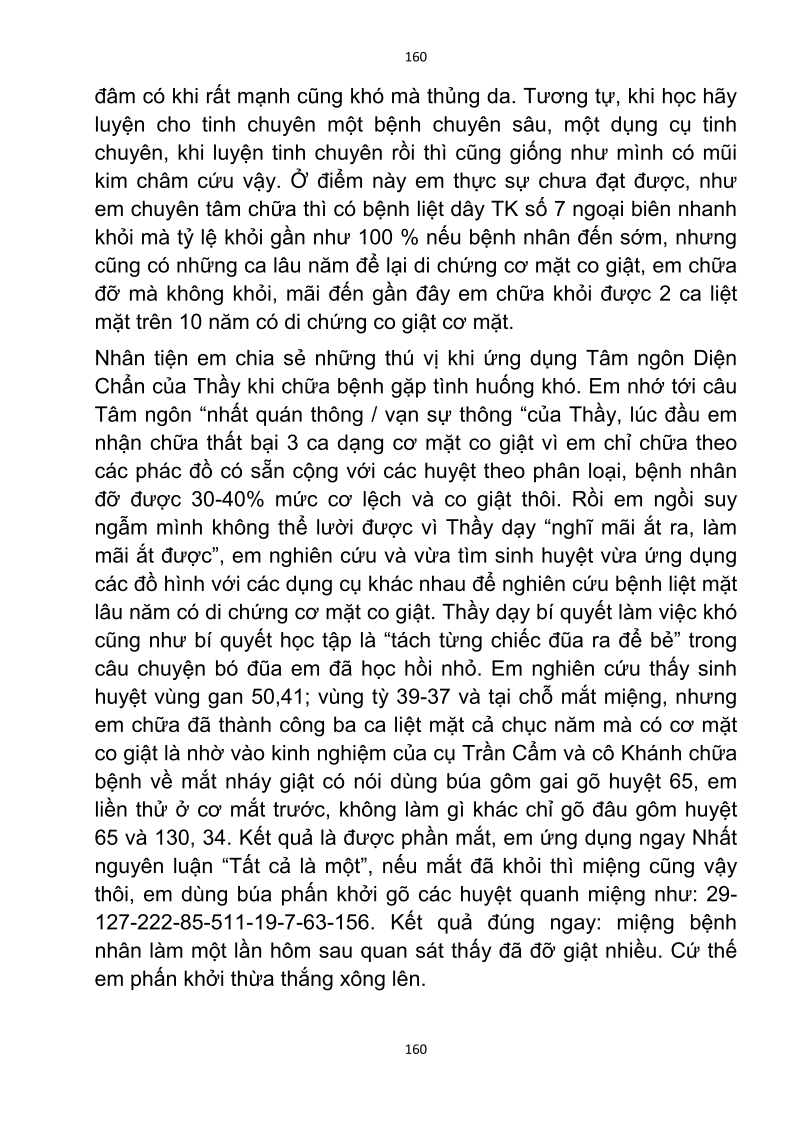 160
đâm có khi rất mạnh cũng khó mà thủng da. Tương tự, khi học hãy
luyện cho tinh chuyên một bệnh chuyên sâu, một dụng cụ tinh
chuyên, khi luyện tinh chuyên rồi thì cũng giống như mình có mũi
kim châm cứu vậy. Ở điểm này em thực sự chưa đạt được, như
em chuyên tâm chữa thì có bệnh liệt dây TK số 7 ngoại biên nhanh
khỏi mà tỷ lệ khỏi gần như 100 % nếu bệnh nhân đến sớm, nhưng
cũng có những ca lâu năm để lại di chứng cơ mặt co giật, em chữa
đỡ mà không khỏi, mãi đến gần đây em chữa khỏi được 2 ca liệt
mặt trên 10 năm có di chứng co giật cơ mặt.
Nhân tiện em chia sẻ những thú vị khi ứng dụng Tâm ngôn Diện
Chẩn của Thầy khi chữa bệnh gặp tình huống khó. Em nhớ tới câu
Tâm ngôn “nhất quán thông / vạn sự thông “của Thầy, lúc đầu em
nhận chữa thất bại 3 ca dạng cơ mặt co giật vì em chỉ chữa theo
các phác đồ có sẵn cộng với các huyệt theo phân loại, bệnh nhân
đỡ được 30-40% mức cơ lệch và co giật thôi. Rồi em ngồi suy
ngẫm mình không thể lười được vì Thầy dạy “nghĩ mãi ắt ra, làm
mãi ắt được”, em nghiên cứu và vừa tìm sinh huyệt vừa ứng dụng
các đồ hình với các dụng cụ khác nhau để nghiên cứu bệnh liệt mặt
lâu năm có di chứng cơ mặt co giật. Thầy dạy bí quyết làm việc khó
cũng như bí quyết học tập là “tách từng chiếc đũa ra để bẻ” trong
câu chuyện bó đũa em đã học hồi nhỏ. Em nghiên cứu thấy sinh
huyệt vùng gan 50,41; vùng tỳ 39-37 và tại chỗ mắt miệng, nhưng
em chữa đã thành công ba ca liệt mặt cả chục năm mà có cơ mặt
co giật là nhờ vào kinh nghiệm của cụ Trần Cẩm và cô Khánh chữa
bệnh về mắt nháy giật có nói dùng búa gôm gai gõ huyệt 65, em
liền thử ở cơ mắt trước, không làm gì khác chỉ gõ đâu gôm huyệt
65 và 130, 34. Kết quả là được phần mắt, em ứng dụng ngay Nhất
nguyên luận “Tất cả là một”, nếu mắt đã khỏi thì miệng cũng vậy
thôi, em dùng búa phấn khởi gõ các huyệt quanh miệng như: 29-
127-222-85-511-19-7-63-156. Kết quả đúng ngay: miệng bệnh
nhân làm một lần hôm sau quan sát thấy đã đỡ giật nhiều. Cứ thế
em phấn khởi thừa thắng xông lên.
160